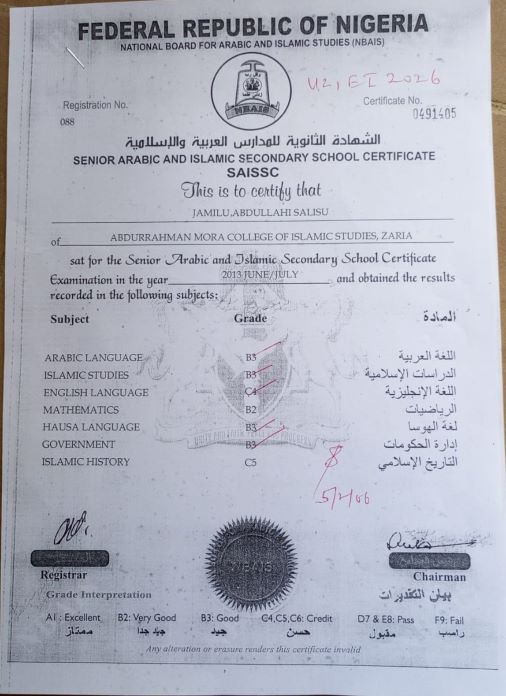 FEDERAL REPUBLIC OF NIGERIA
NATIONAL BOARD FOR ARABIC AND ISLAMIC STUDIES (NBAIS)
NBAIS
U2, EI 2026
Registration No.
088
Certificate No.
0491405
الشهادة الثانوية للمدارس العربية والإسلامية
SENIOR ARABIC AND ISLAMIC SECONDARY SCHOOL CERTIFICATE
SAISSC
This is to certify that
JAMILU,ABDULLAHI SALISU
of ABDURRAHMAN MORA COLLEGE OF ISLAMIC STUDIES, ZARIA
sat for the Senior Arabic and Islamic Secondary School Certificate
Examination in the year 2013 JUNE/JULY and obtained the results
recorded in the following subjects:
Subject Grade المادة
ARABIC LANGUAGE B3 اللغة العربية
ISLAMIC STUDIES B3 الدراسات الإسلامية
ENGLISH LANGUAGE C4 اللغة الإنجليزية
MATHEMATICS B2 الرياضيات
HAUSA LANGUAGE B3 لغة الهوسا
GOVERNMENT B3 إدارة الحكومات
ISLAMIC HISTORY C5 التاريخ الإسلامي
NBAIS
Registrar Chairman
Grade Interpretation بيان التقديرات
A1 : Excellent B2: Very Good B3: Good C4,C5,C6: Credit D7 & E8: Pass F9: Fail
ممتاز جيد جدا جيد حسن مقبول راسب
Any alteration or erasure renders this certificate invalid